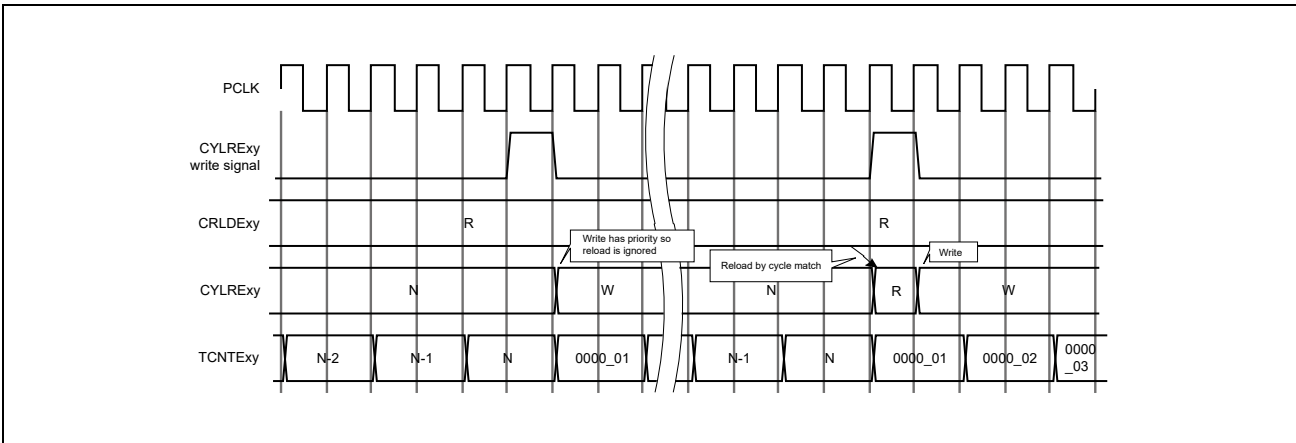 PCLK
CYLRExy
write signal
CRLDExy
R
R
Write has priority so
reload is ignored
Reload by cycle match
Write
CYLRExy
N
W
N
R
W
TCNTExy
N-2
N-1
N
0000_01
N-1
N
0000_01
0000_02
0000
_03